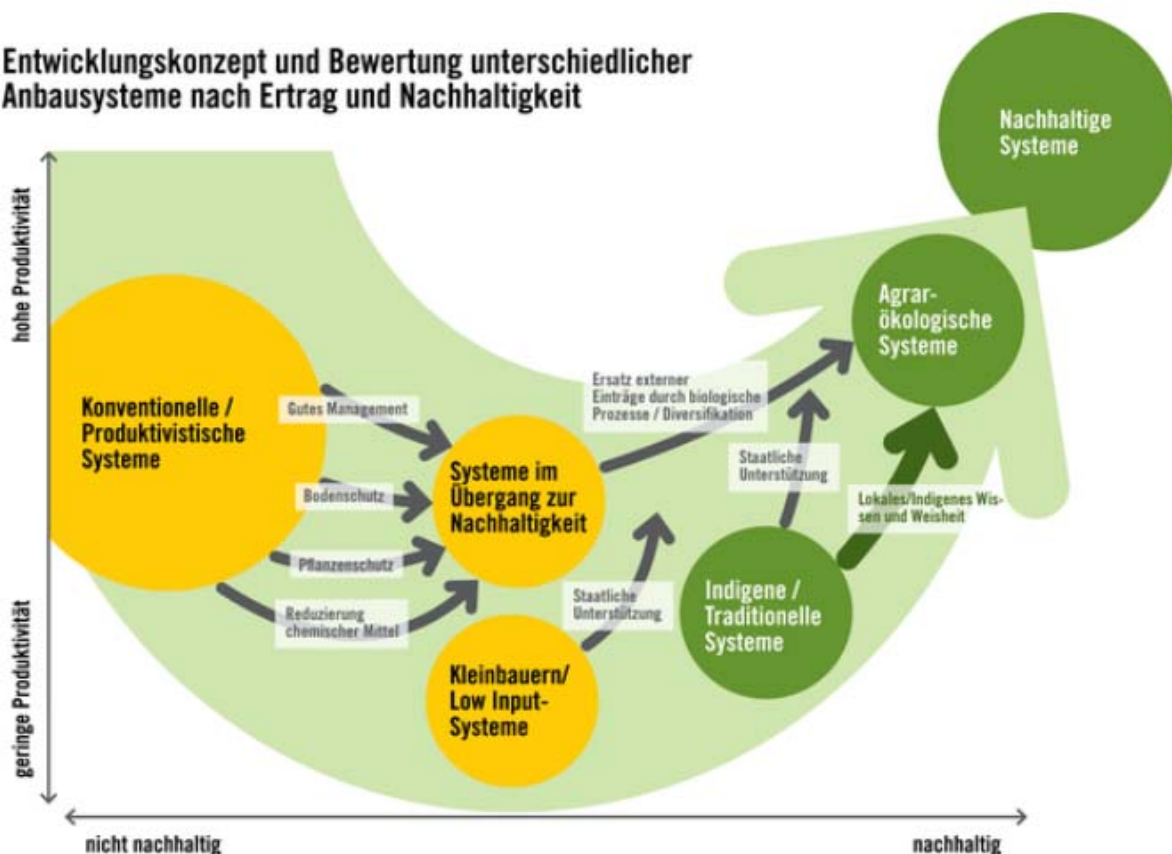 Entwicklungskonzept und Bewertung unterschiedlicher
Anbausysteme nach Ertrag und Nachhaltigkeit
Nachhaltige
Systeme
hohe Produktivität
geringe Produktivität
Konventionelle /
Produktivistische
Systeme
Gutes Management
Bodenschutz
Pflanzenschutz
Reduzierung
chemischer Mittel
Systeme im
Übergang zur
Nachhaltigkeit
Kleinbauern/
Low Input-
Systeme
Ersatz externer
Einträge durch biologische
Prozesse / Diversifikation
Staatliche
Unterstützung
Staatliche
Unterstützung
Indigene /
Traditionelle
Systeme
Lokales/Indigenes Wis-
sen und Weisheit
Agrar-
ökologische
Systeme
nicht nachhaltig
nachhaltig